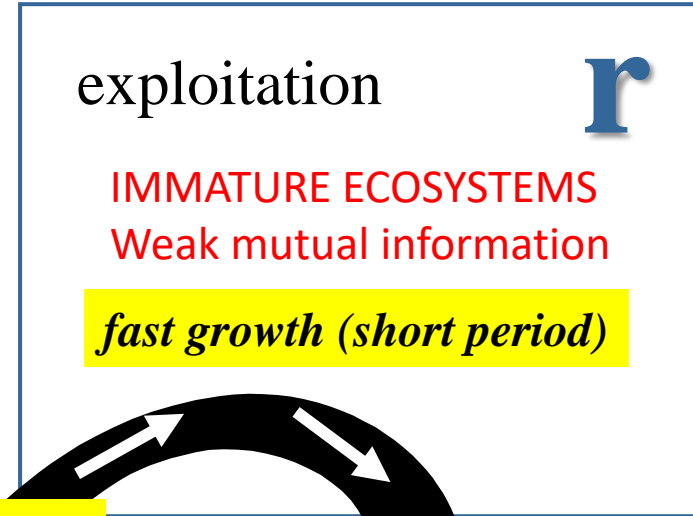 exploitation
r
IMMATURE ECOSYSTEMS
Weak mutual information
fast growth (short period)